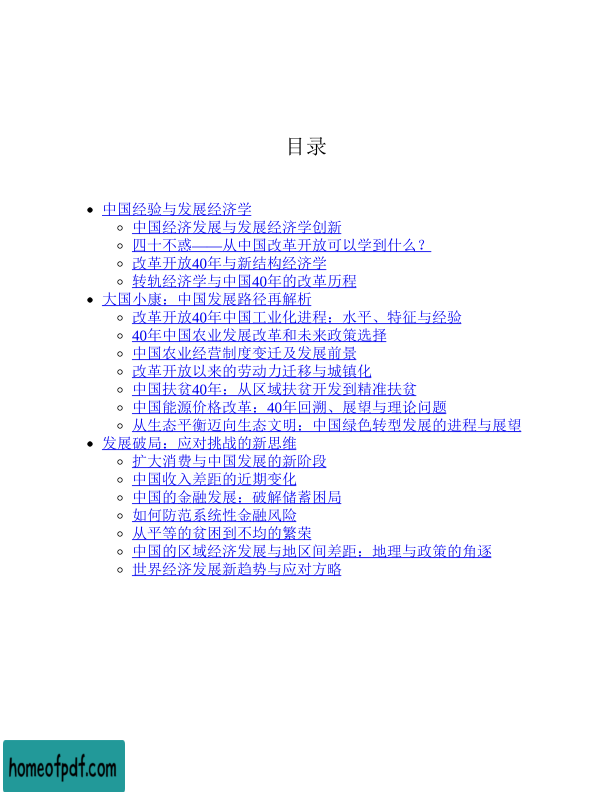 目录
中国经验与发展经济学
中国经济发展与发展经济学创新
四十不惑——从中国改革开放可以学到什么？
改革开放40年与新结构经济学
转轨经济学与中国40年的改革历程
大国小康：中国发展路径再解析
改革开放40年中国工业化进程：水平、特征与经验
40年中国农业发展改革和未来政策选择
中国农业经营制度变迁及发展前景
改革开放以来的劳动力迁移与城镇化
中国扶贫40年：从区域扶贫开发到精准扶贫
中国能源价格改革：40年回溯、展望与理论问题
从生态平衡迈向生态文明：中国绿色转型发展的进程与展望
发展破局：应对挑战的新思维
扩大消费与中国发展的新阶段
中国收入差距的近期变化
中国的金融发展：破解储蓄困局
如何防范系统性金融风险
从平等的贫困到不均的繁荣
中国的区域经济发展与地区间差距：地理与政策的角逐
世界经济发展新趋势与应对方略
homeofpdf.com